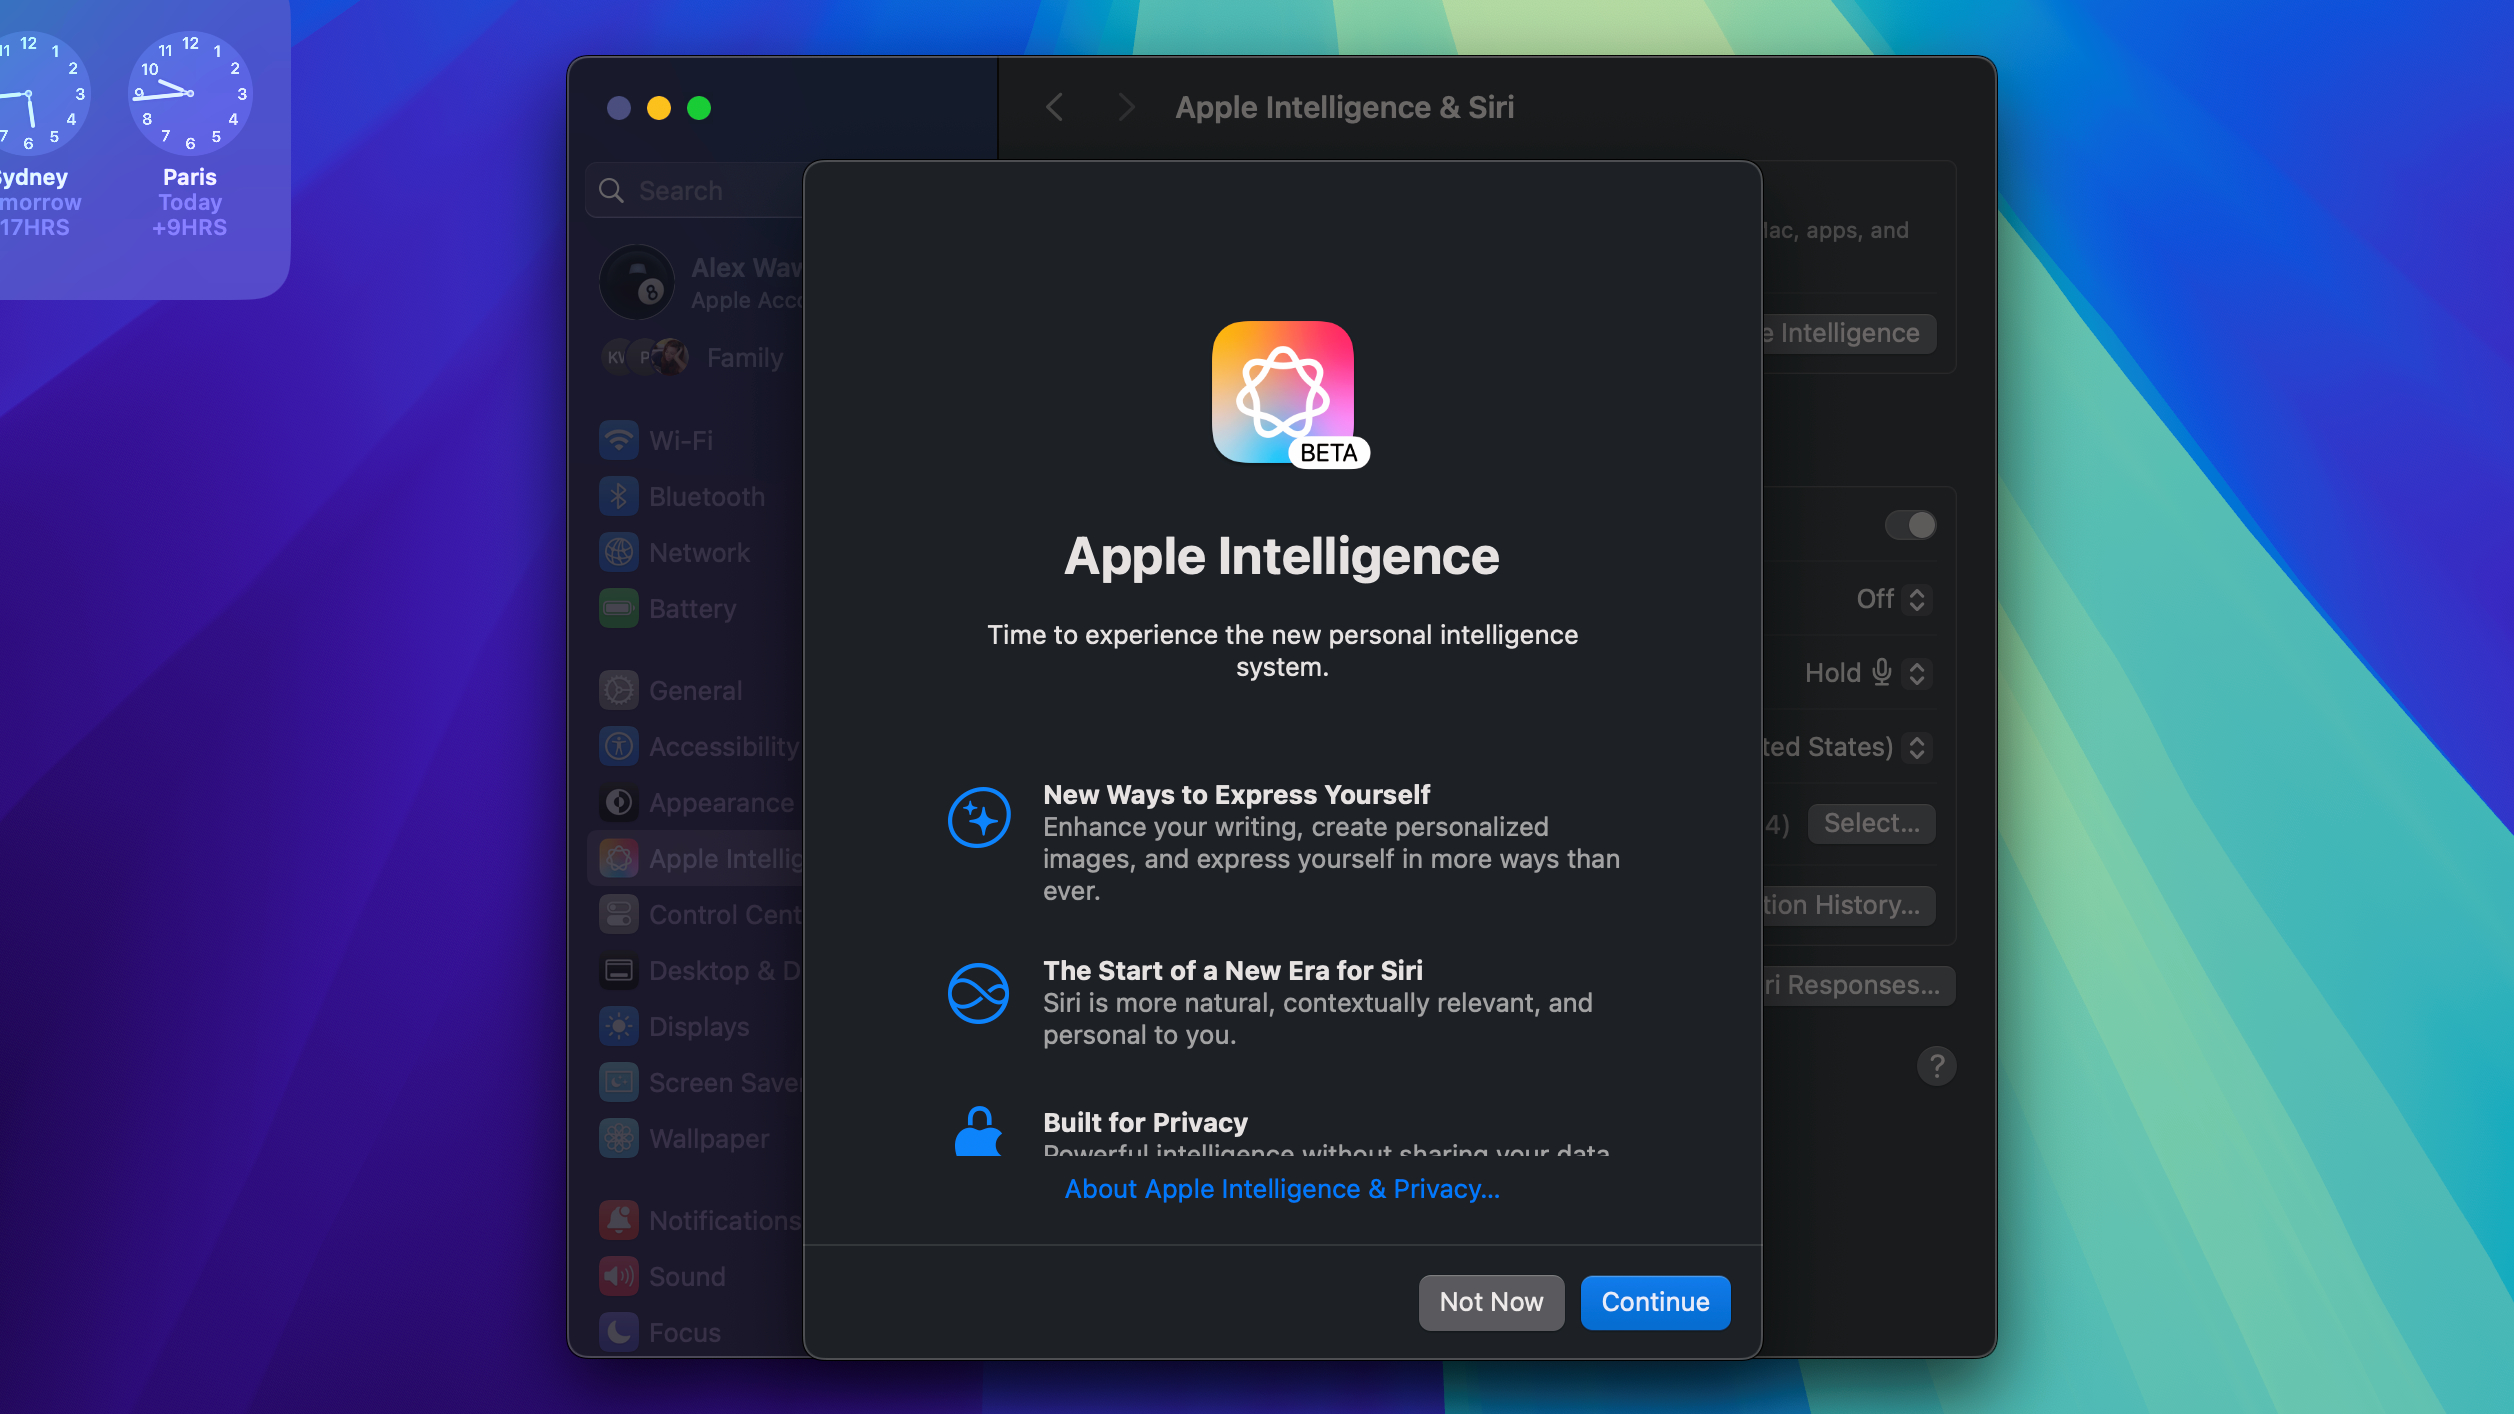 12
11
1
2
3
4
5
6
7
12
11
1
10
2
9
3
8
4
7
5
6
Sydney
Paris
Today
17HRS
+9HRS
Apple Intelligence & Siri
Search
Mac, apps, and
Alex Waw
Apple Acco
Family
e Intelligence
BETA
Wi-Fi
Bluetooth
Network
Battery
General
Accessibility
Appearance
Apple Intellig
Control Cent
Desktop & D
Displays
Screen Saver
Wallpaper
Notifications
Sound
Focus
Apple Intelligence
Time to experience the new personal intelligence
system.
New Ways to Express Yourself
Enhance your writing, create personalized
images, and express yourself in more ways than
ever.
The Start of a New Era for Siri
Siri is more natural, contextually relevant, and
personal to you.
Built for Privacy
Powerful intelligence without sharing your data
About Apple Intelligence & Privacy...
Not Now
Continue
Off
Hold
ted States)
4)
Select...
tion History...
ri Responses...
?